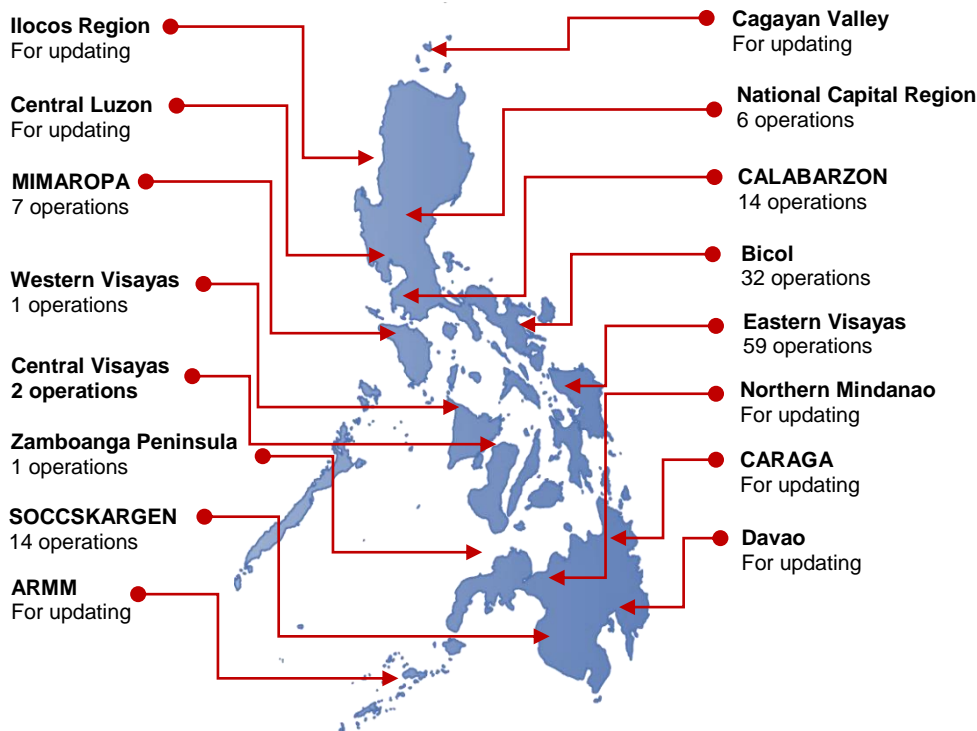 Ilocos Region
For updating
Central Luzon
For updating
MIMAROPA
7 operations
Western Visayas
1 operations
Central Visayas
2 operations
Zamboanga Peninsula
1 operations
SOCCSKARGEN
14 operations
ARMM
For updating
Cagayan Valley
For updating
National Capital Region
6 operations
CALABARZON
14 operations
Bicol
32 operations
Eastern Visayas
59 operations
Northern Mindanao
For updating
CARAGA
For updating
Davao
For updating